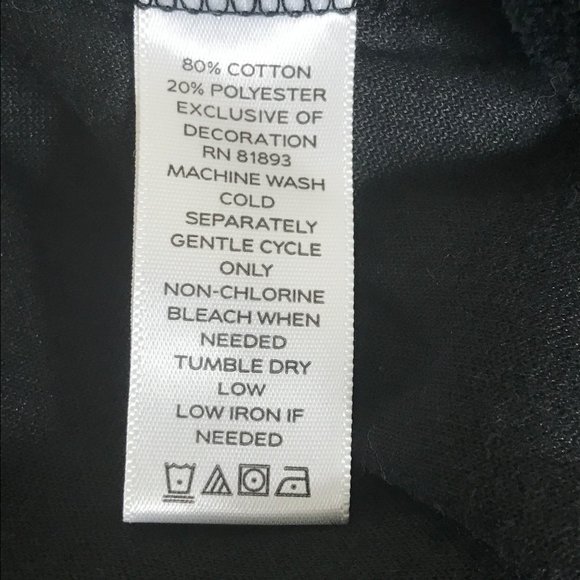 80% COTTON
20% POLYESTER
EXCLUSIVE OF
DECORATION
RN 81893
MACHINE WASH
COLD
SEPARATELY
GENTLE CYCLE
ONLY
NON-CHLORINE
BLEACH WHEN
NEEDED
TUMBLE DRY
LOW
LOW IRON IF
NEEDED